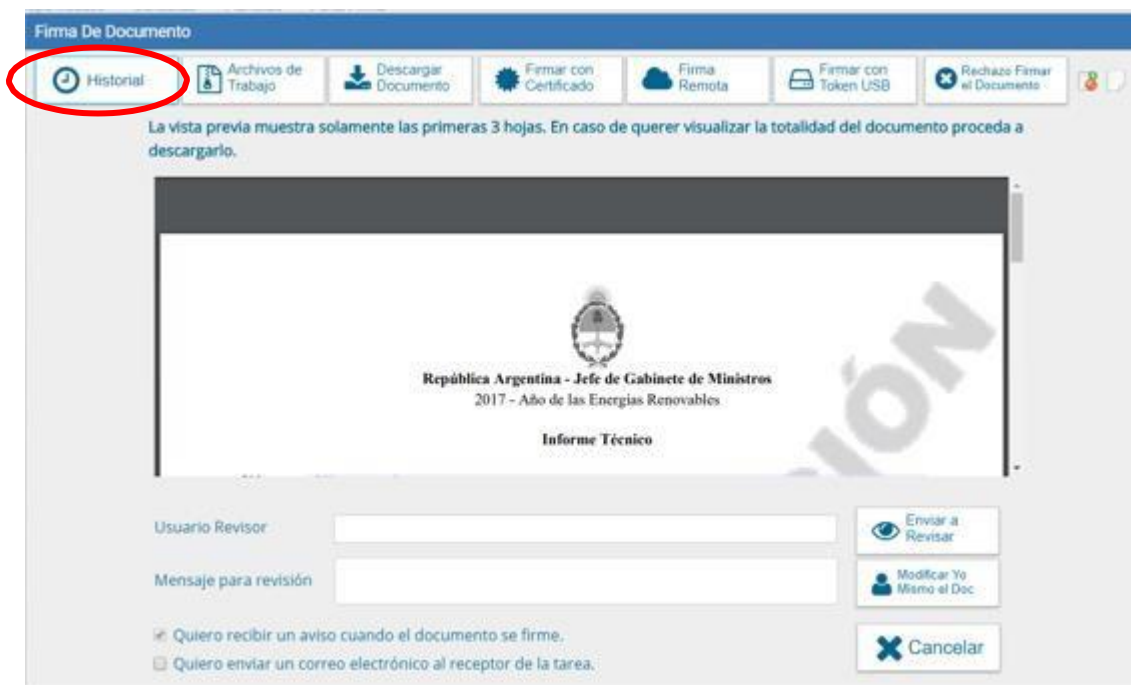 Firma De Documento
Historial
Archivos de
Trabajo
Descargar
Documento
Firmar con
Certificado
Firma
Remota
Firmar con
Token USB
Rechazo Firmar
el Documento
La vista previa muestra solamente las primeras 3 hojas. En caso de querer visualizar la totalidad del documento proceda a
descargarlo.
República Argentina - Jefe de Gabinete de Ministros
2017 - Año de las Energías Renovables
Informe Técnico
IÓN
Usuario Revisor
Enviar a
Revisar
Mensaje para revisión
Modificar Yo
Mismo el Doc
Quiero recibir un aviso cuando el documento se firme.
Quiero enviar un correo electrónico al receptor de la tarea.
Cancelar